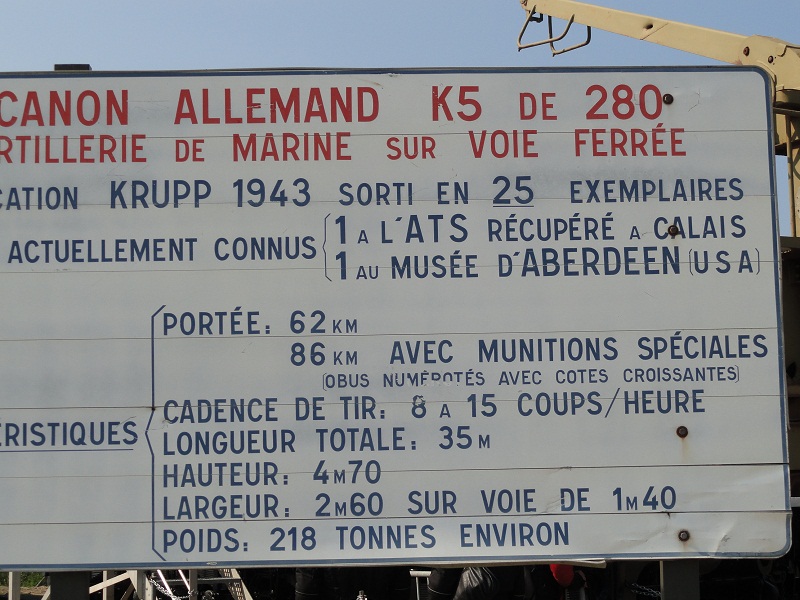 CANON ALLEMAND K5 DE 280
RTILLERIE DE MARINE SUR VOIE FERRÉE
CATION KRUPP 1943 SORTI EN 25 EXEMPLAIRES
ACTUELLEMENT CONNUS
1 A L'ATS RÉCUPÉRÉ A CALAIS
1 AU MUSÉE D'ABERDEEN (USA)
PORTÉE: 62 KM
86 KM AVEC MUNITIONS SPÉCIALES
(OBUS NUMÉROTÉS AVEC COTES CROISSANTES)
CADENCE DE TIR: 8 A 15 COUPS/HEURE
ÉRISTIQUES
LONGUEUR TOTALE: 35 M
HAUTEUR: 4M70
LARGEUR: 2M60 SUR VOIE DE 1M40
POIDS: 218 TONNES ENVIRON